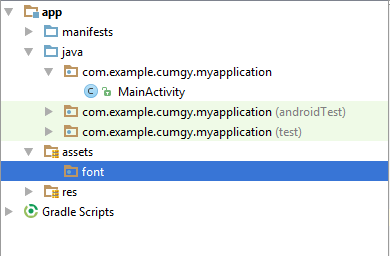 app
manifests
java
com.example.cumgy.myapplication
MainActivity
com.example.cumgy.myapplication (androidTest)
com.example.cumgy.myapplication (test)
assets
font
res
Gradle Scripts